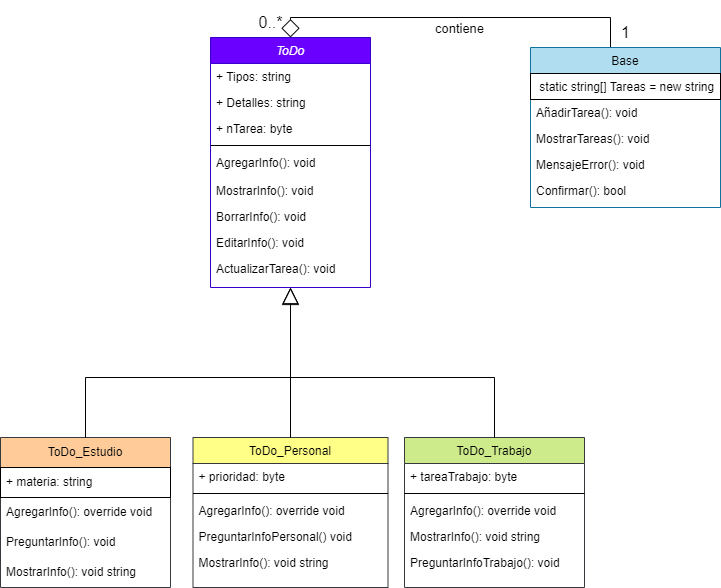 0..*
contiene
1
ToDo
+ Tipos: string
+ Detalles: string
+ nTarea: byte
AgregarInfo(): void
MostrarInfo(): void
BorrarInfo(): void
EditarInfo(): void
ActualizarTarea(): void
Base
static string[] Tareas = new string
AñadirTarea(): void
MostrarTareas(): void
MensajeError(): void
Confirmar(): bool
ToDo_Estudio
+ materia: string
AgregarInfo(): override void
PreguntarInfo(): void
MostrarInfo(): void string
ToDo_Personal
+ prioridad: byte
AgregarInfo(): override void
PreguntarInfoPersonal() void
MostrarInfo(): void string
ToDo_Trabajo
+ tareaTrabajo: byte
AgregarInfo(): override void
MostrarInfo(): void string
PreguntarInfoTrabajo(): void